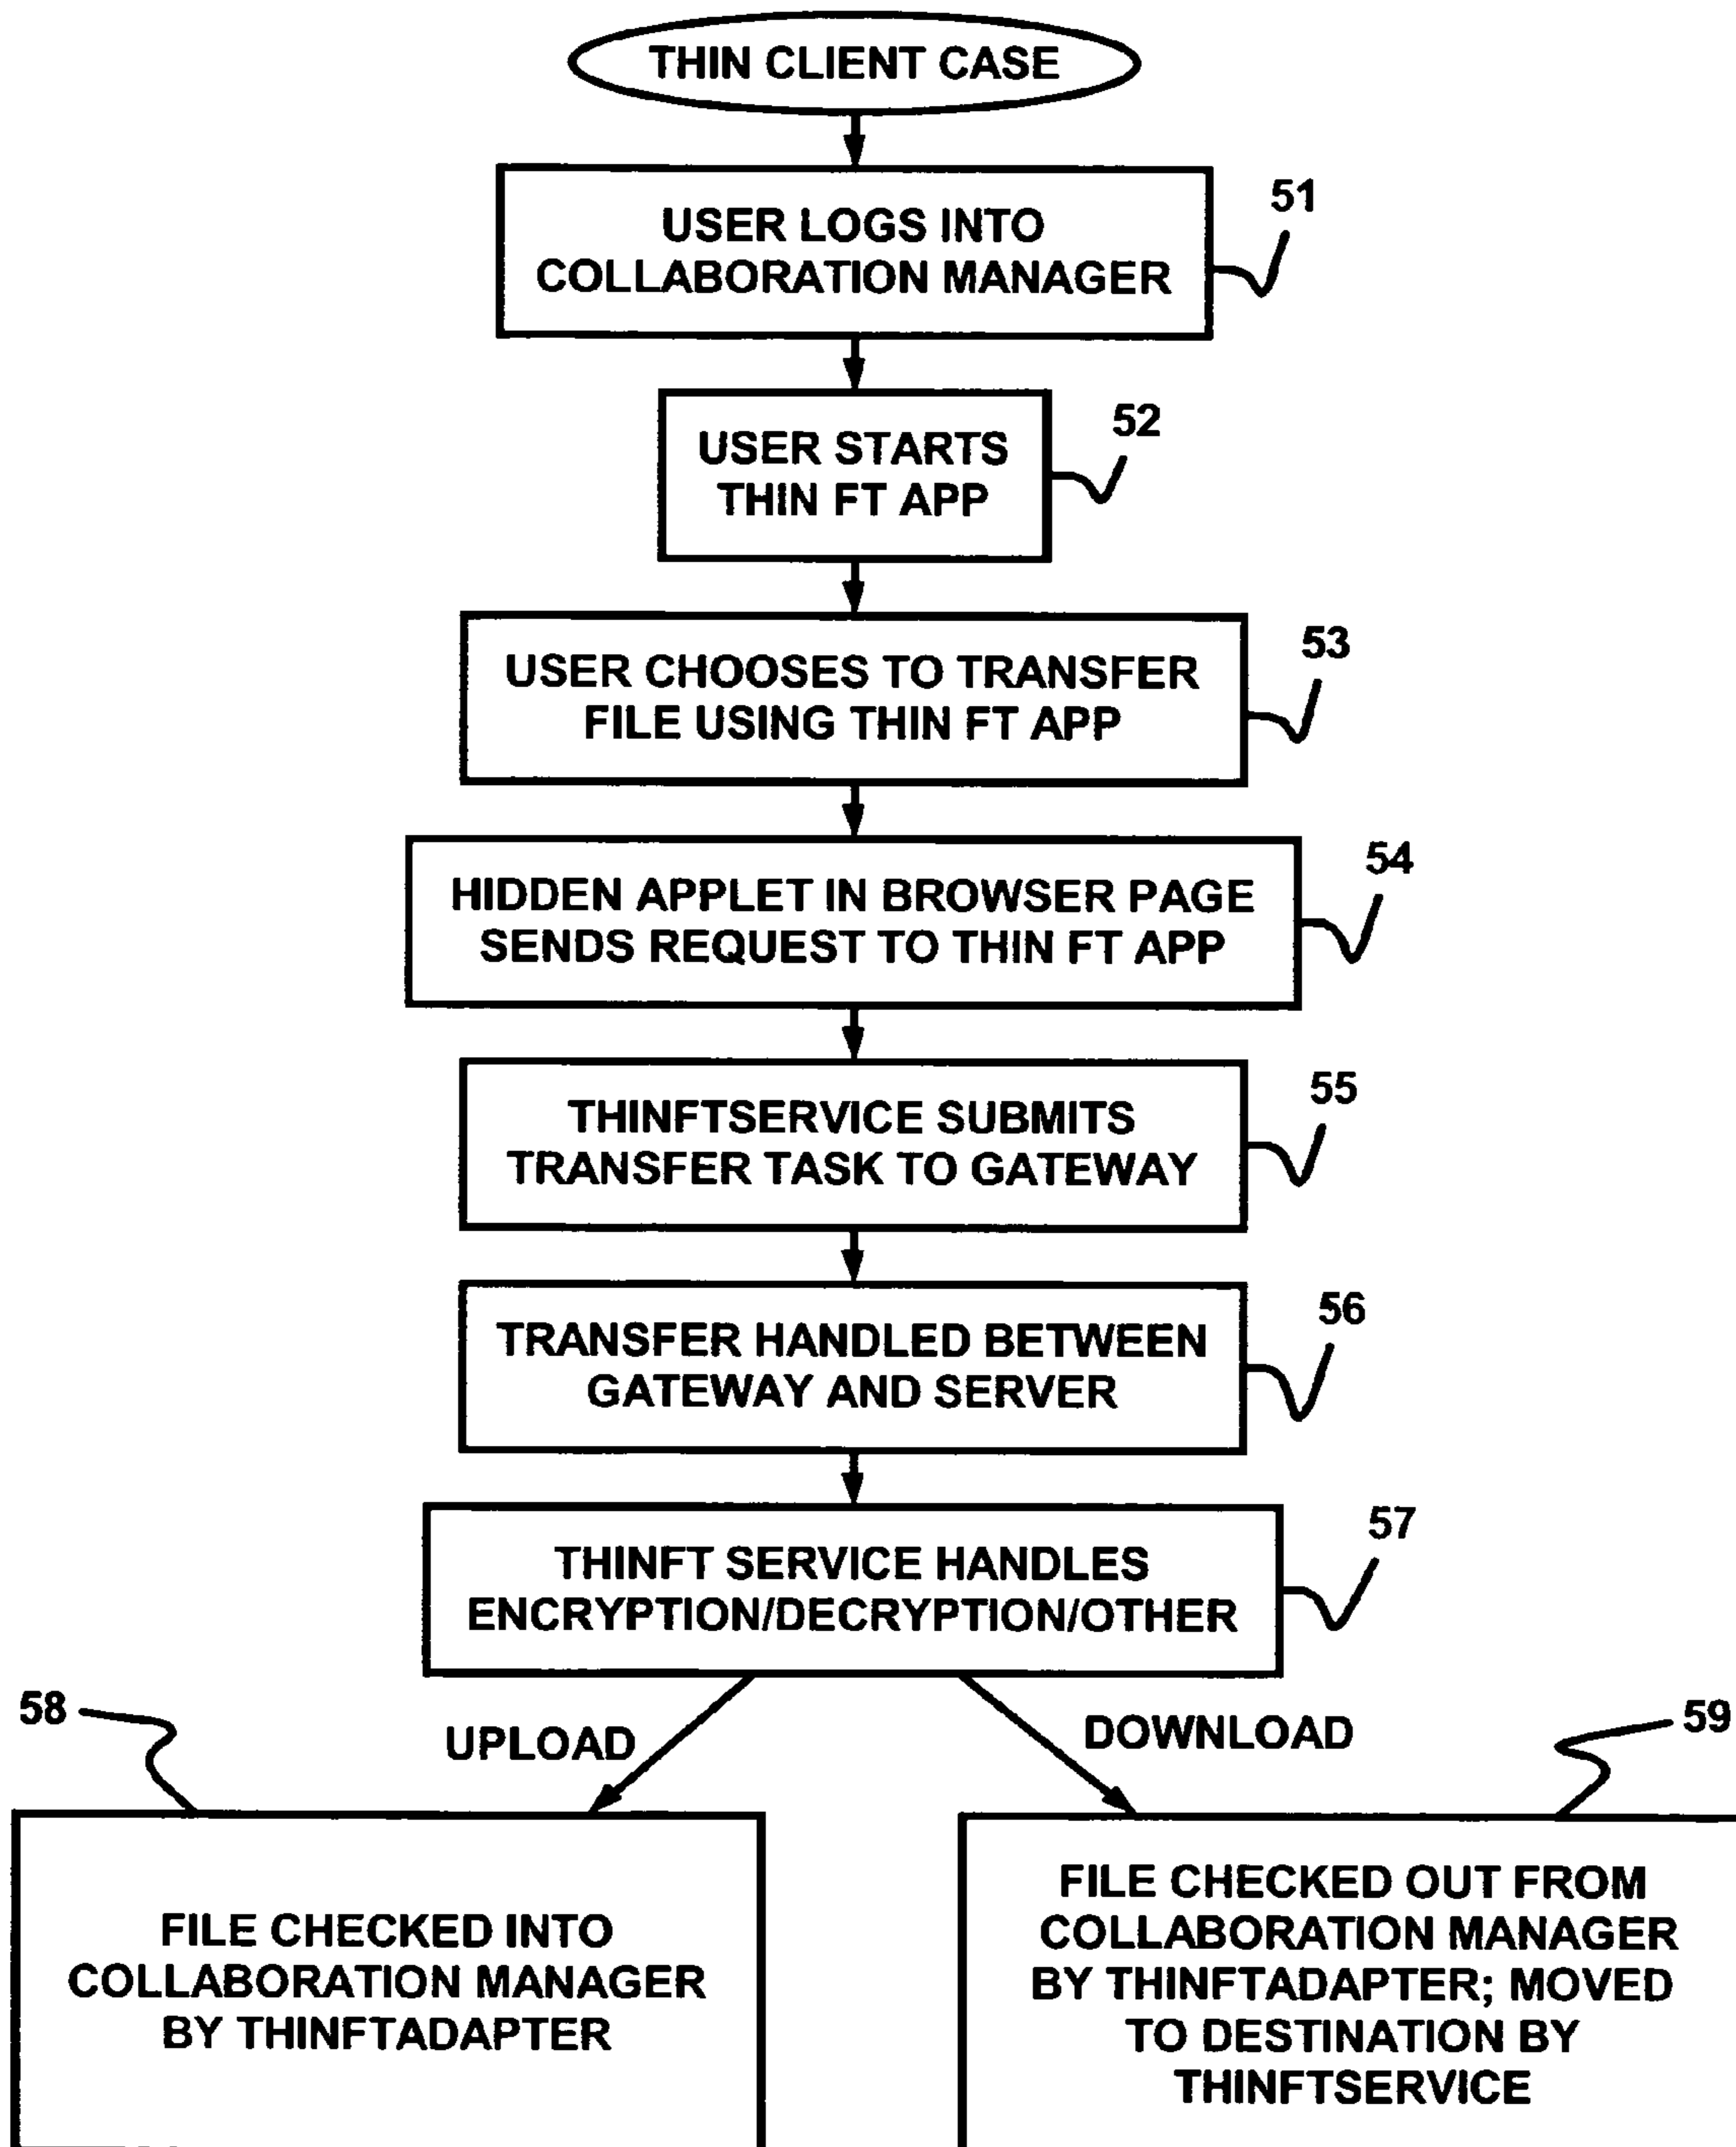 THIN CLIENT CASE
USER LOGS INTO
COLLABORATION MANAGER
51
USER STARTS
THIN FT APP
52
USER CHOOSES TO TRANSFER
FILE USING THIN FT APP
53
HIDDEN APPLET IN BROWSER PAGE
SENDS REQUEST TO THIN FT APP
54
THINFTSERVICE SUBMITS
TRANSFER TASK TO GATEWAY
55
TRANSFER HANDLED BETWEEN
GATEWAY AND SERVER
56
THINFT SERVICE HANDLES
ENCRYPTION/DECRYPTION/OTHER
57
58
UPLOAD
DOWNLOAD
59
FILE CHECKED INTO
COLLABORATION MANAGER
BY THINFTADAPTER
FILE CHECKED OUT FROM
COLLABORATION MANAGER
BY THINFTADAPTER; MOVED
TO DESTINATION BY
THINFTSERVICE